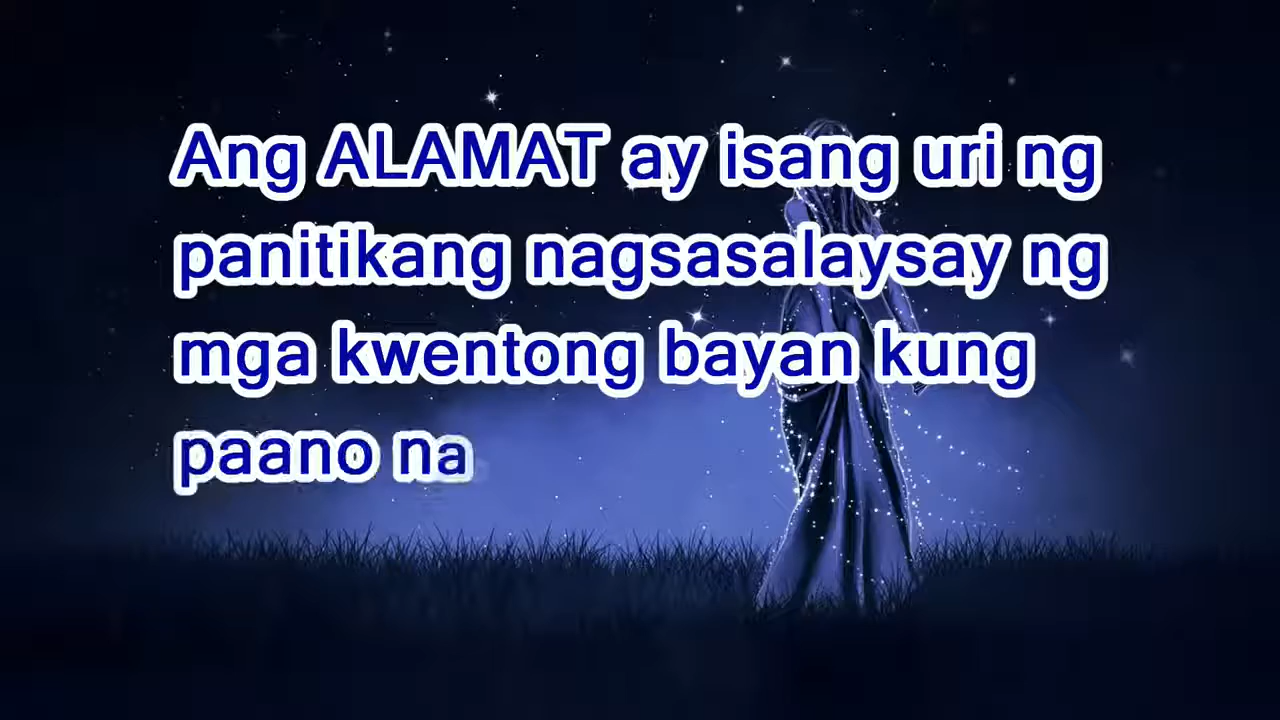 Ang ALAMAT ay isang uri ng
panitikang nagsasalaysay ng
mga kwentong bayan kung
paano na